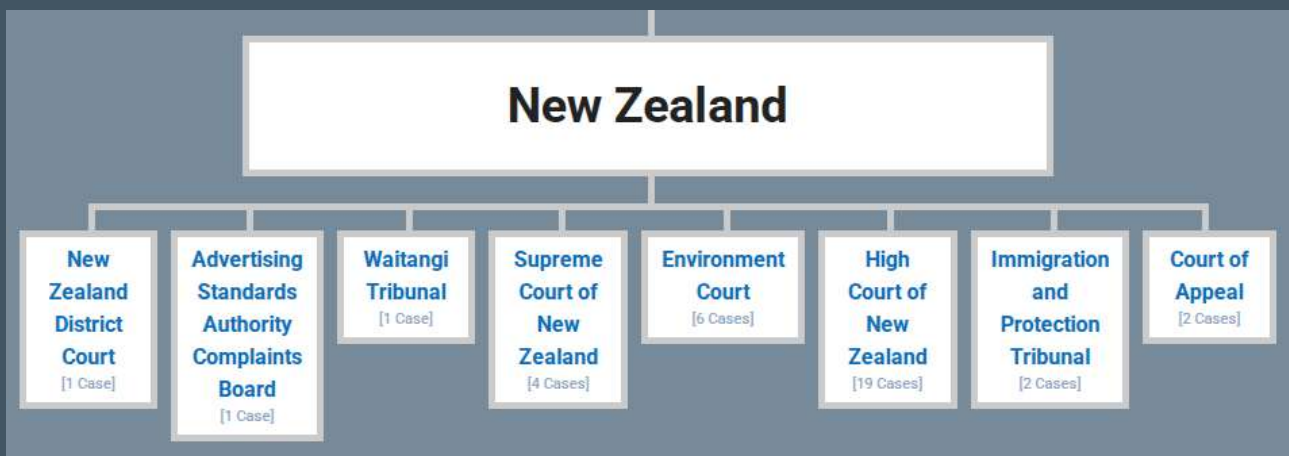 New Zealand
New
Zealand
District
Court
[1 Case]
Advertising
Standards
Authority
Complaints
Board
[1 Case]
Waitangi
Tribunal
[1 Case]
Supreme
Court of
New
Zealand
[4 Cases]
Environment
Court
[6 Cases]
High
Court of
New
Zealand
[19 Cases]
Immigration
and
Protection
Tribunal
[2 Cases]
Court of
Appeal
[2 Cases]